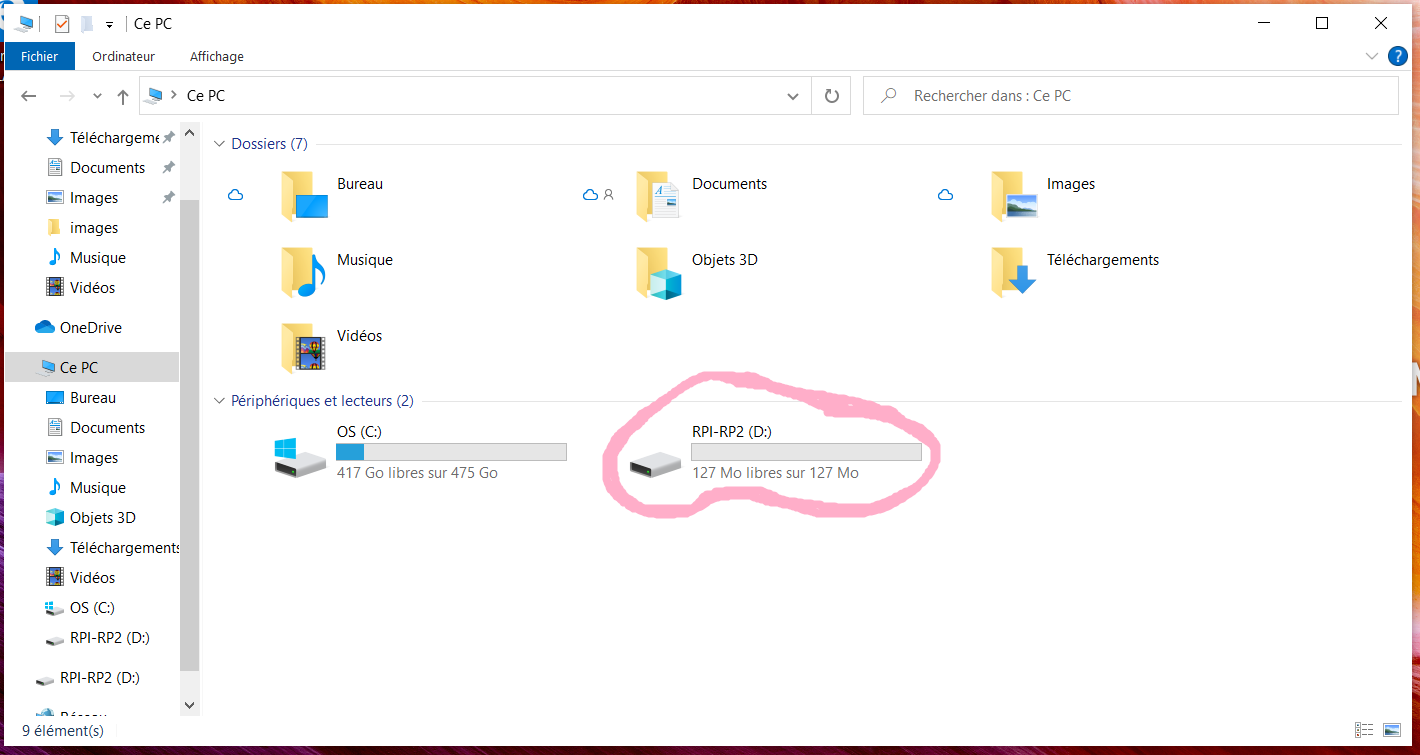 Ce PC
Fichier Ordinateur Affichage
?
Ce PC
Rechercher dans : Ce PC
Téléchargeme
Documents
Images
images
Musique
Vidéos
OneDrive
Ce PC
Bureau
Documents
Images
Musique
Objets 3D
Téléchargements
Vidéos
OS (C:)
RPI-RP2 (D:)
RPI-RP2 (D:)
Réseau
Dossiers (7)
Bureau
Documents
Images
Musique
Objets 3D
Téléchargements
Vidéos
Périphériques et lecteurs (2)
OS (C:)
417 Go libres sur 475 Go
RPI-RP2 (D:)
127 Mo libres sur 127 Mo
9 élément(s)